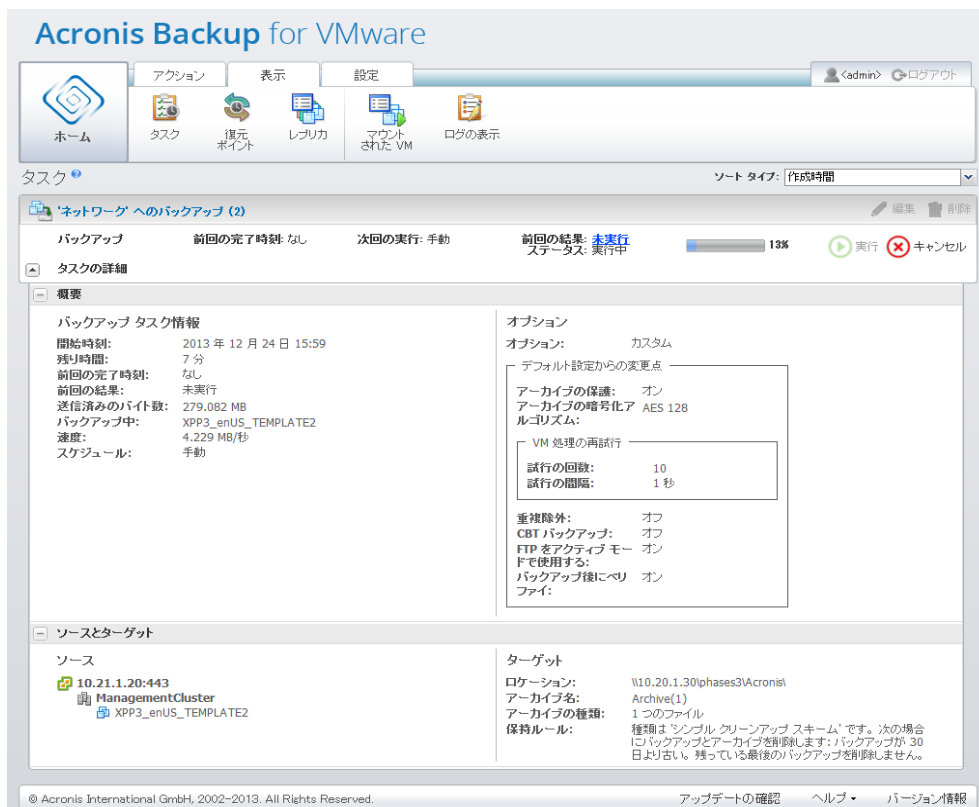 Acronis Backup for VMware
アクション 表示 設定 <admin> ログアウト
ホーム タスク 復元ポイント レプリカ マウントされた VM ログの表示
タスク ソート タイプ: 作成時間
'ネットワーク' へのバックアップ (2) 編集 削除
バックアップ 前回の完了時刻: なし 次回の実行: 手動 前回の結果: 未実行 13% 実行 キャンセル
ステータス: 実行中
タスクの詳細
概要
バックアップ タスク情報
開始時刻: 2013 年 12 月 24 日 15:59
残り時間: 7 分
前回の完了時刻: なし
前回の結果: 未実行
送信済みのバイト数: 279.082 MB
バックアップ中: XPP3_enUS_TEMPLATE2
速度: 4.229 MB/秒
スケジュール: 手動
オプション
オプション: カスタム
デフォルト設定からの変更点
アーカイブの保護: オン
アーカイブの暗号化ア AES 128
ルゴリズム:
VM 処理の再試行
試行の回数: 10
試行の間隔: 1 秒
重複除外: オフ
CBT バックアップ: オフ
FTP をアクティブ モー オン
ドで使用する:
バックアップ後にベリ オン
ファイ:
ソースとターゲット
ソース
10.21.1.20:443
ManagementCluster
XPP3_enUS_TEMPLATE2
ターゲット
ロケーション: \\10.20.1.30\phases3\Acronis\
アーカイブ名: Archive(1)
アーカイブの種類: 1 つのファイル
保持ルール: 種類は 'シンプル クリーンアップ スキーム' です。次の場合
にバックアップとアーカイブを削除します: バックアップが 30
日より古い。残っている最後のバックアップを削除しません。
© Acronis International GmbH, 2002-2013. All Rights Reserved. アップデートの確認 ヘルプ バージョン情報